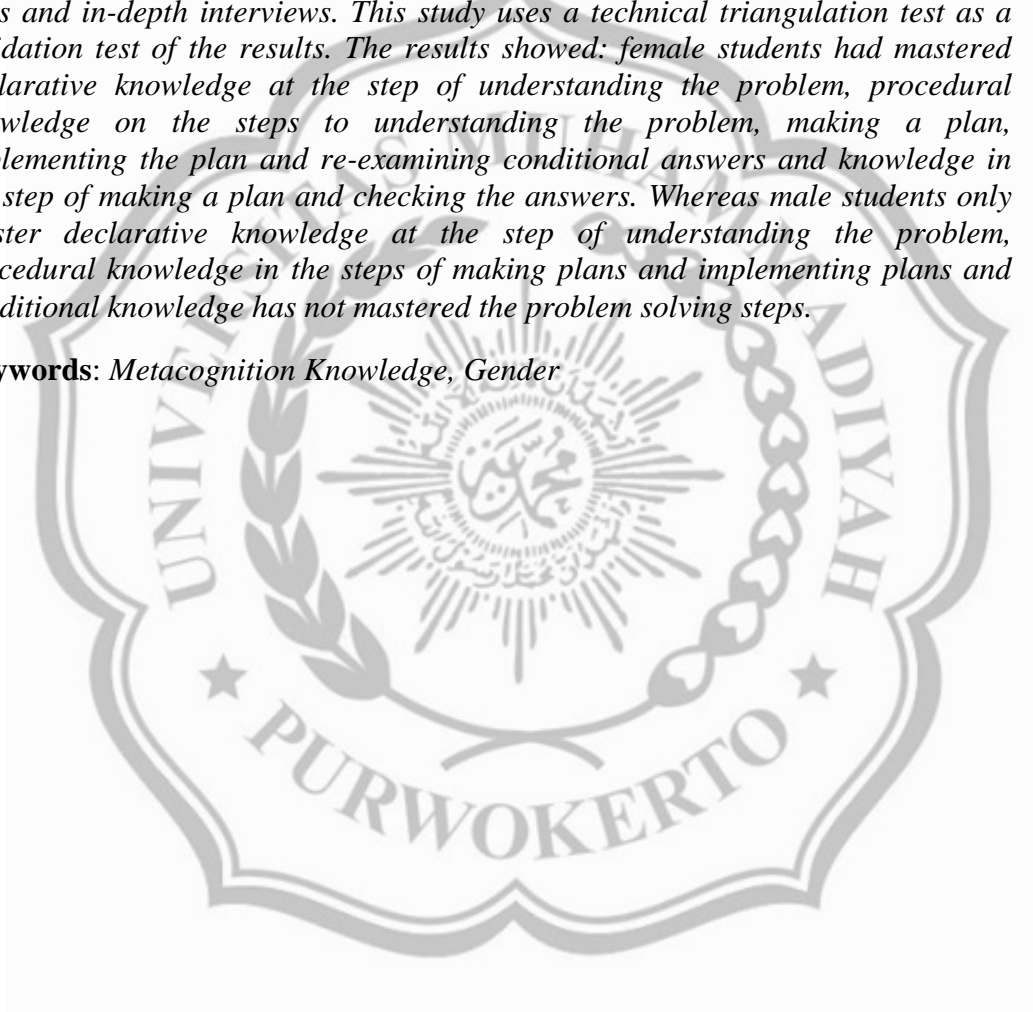 s and in-depth interviews. This study uses a technical triangulation test as a
idation test of the results. The results showed: female students had mastered
larative knowledge at the step of understanding the problem, procedural
wledge on the steps to understanding the problem, making a plan,
plementing the plan and re-examining conditional answers and knowledge in
step of making a plan and checking the answers. Whereas male students only
ster declarative knowledge at the step of understanding the problem,
cedural knowledge in the steps of making plans and implementing plans and
ditional knowledge has not mastered the problem solving steps.
ywords: Metacognition Knowledge, Gender
UNIVERSITAS MUHAMMADIYAH
PURWOKERTO